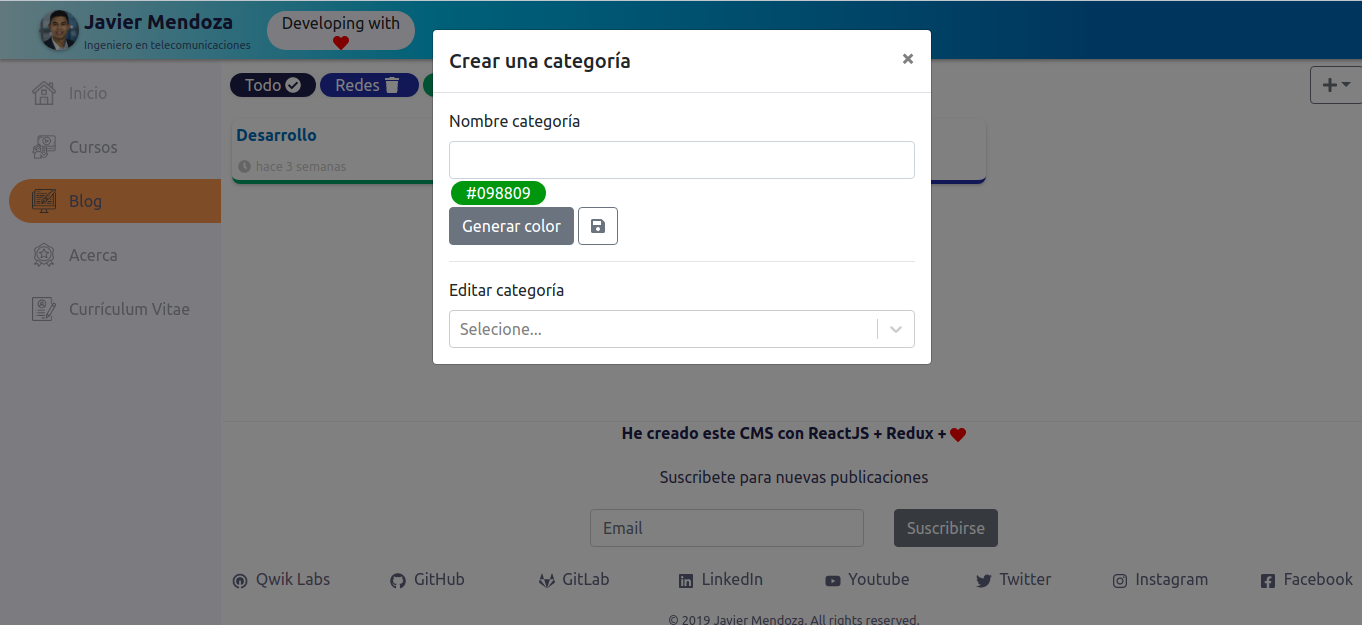 Javier Mendoza
Ingeniero en telecomunicaciones
Developing with
Inicio
Cursos
Blog
Acerca
Currículum Vitae
Todo
Redes
Desarrollo
hace 3 semanas
Crear una categoría
×
Nombre categoría
#098809
Generar color
Editar categoría
Selecione...
He creado este CMS con ReactJS + Redux +
Suscribete para nuevas publicaciones
Email
Suscribirse
Qwik Labs
GitHub
GitLab
LinkedIn
Youtube
Twitter
Instagram
Facebook
© 2019 Javier Mendoza. All rights reserved.